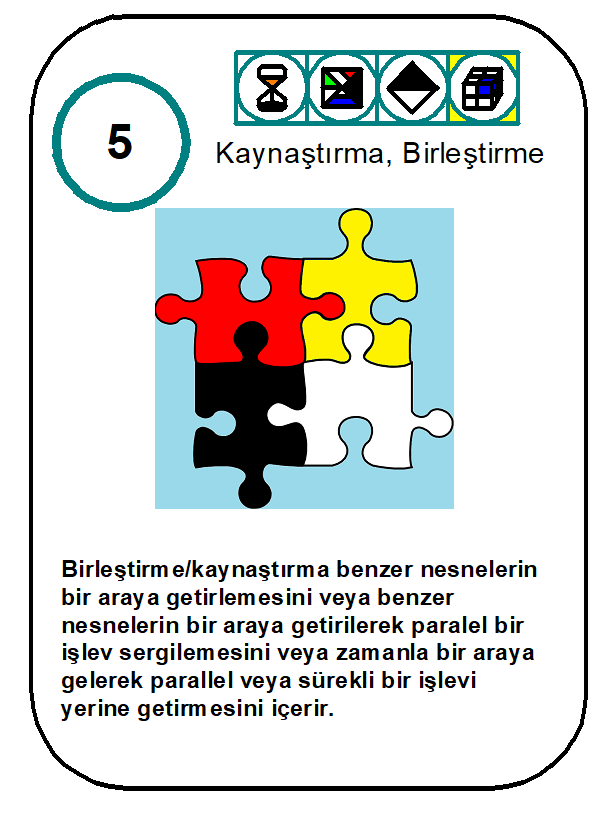 5
Kaynaştırma, Birleştirme
Birleştirme/kaynaştırma benzer nesnelerin
bir araya getirlemesini veya benzer
nesnelerin bir araya getirilerek paralel bir
işlev sergilemesini veya zamanla bir araya
gelerek parallel veya sürekli bir işlevi
yerine getirmesini içerir.